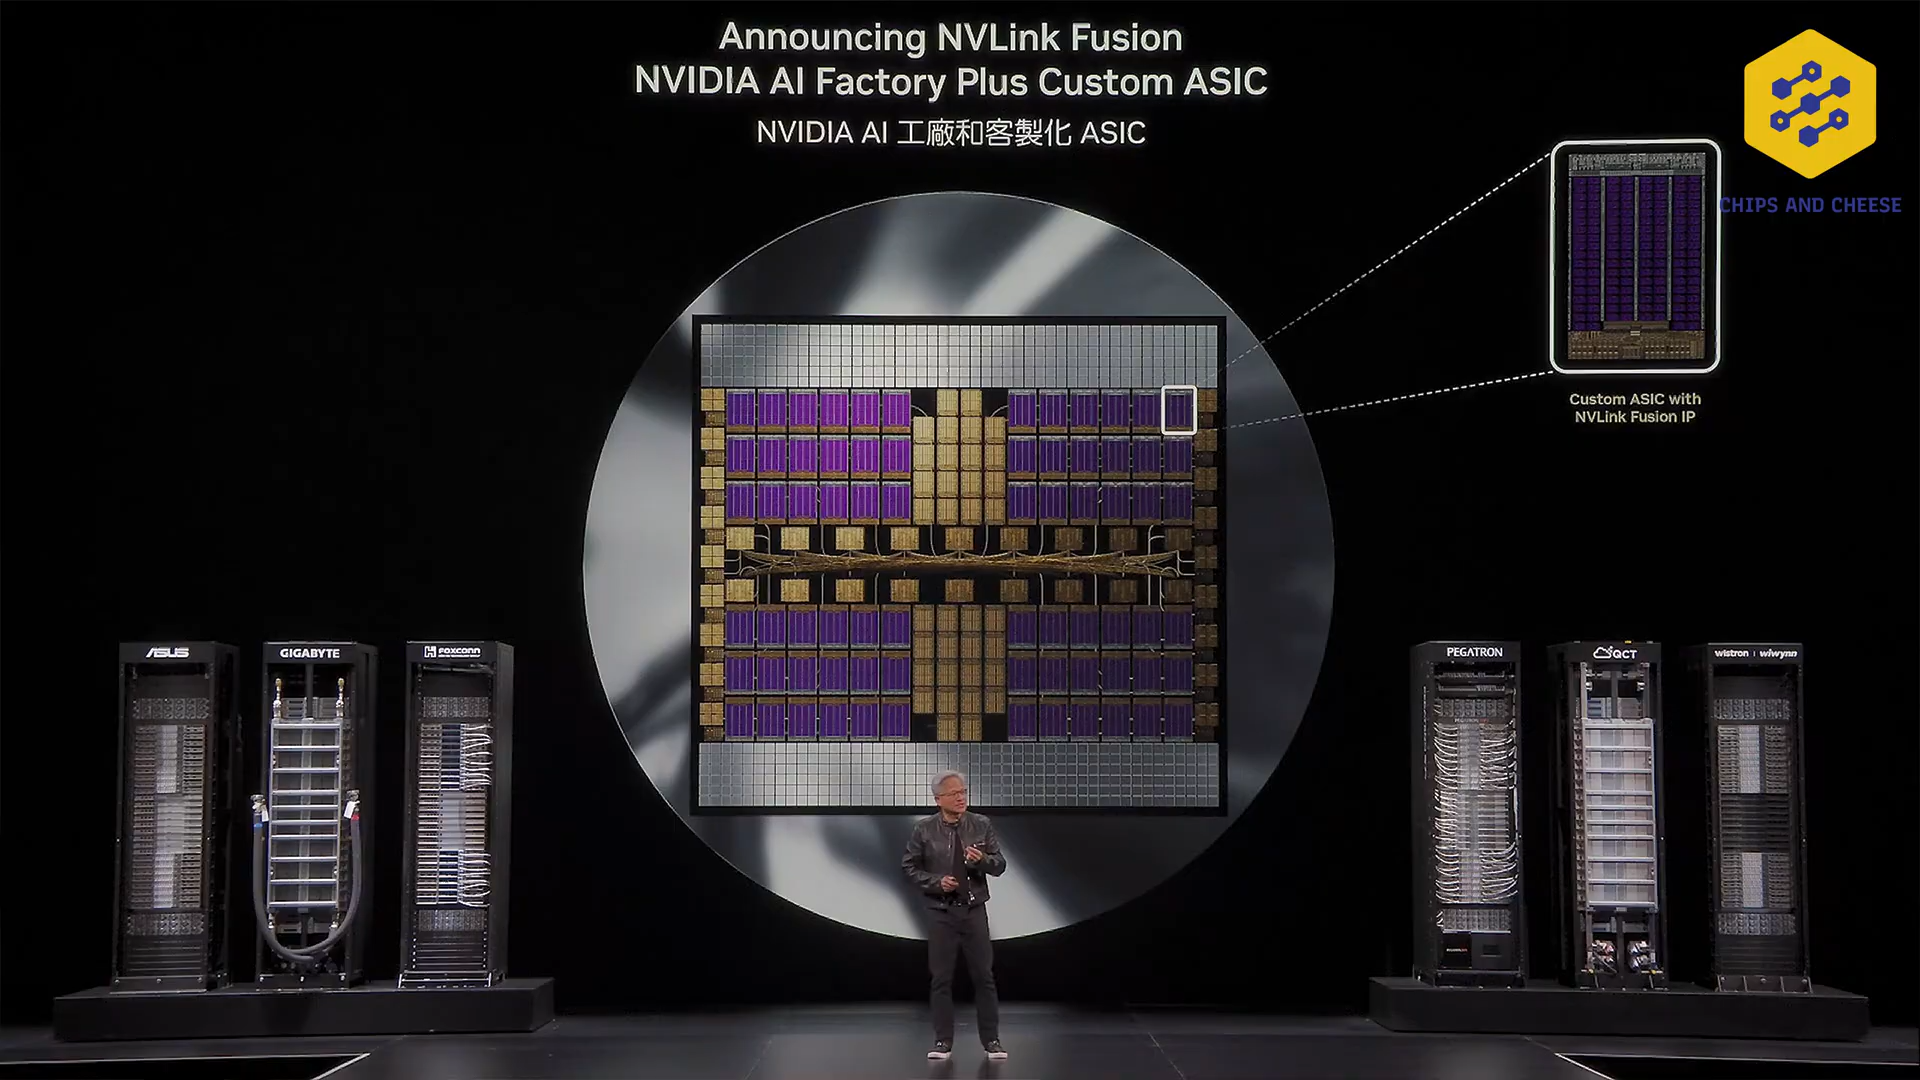 Announcing NVLink Fusion
NVIDIA AI Factory Plus Custom ASIC
NVIDIA AI 工廠和客製化 ASIC
CHIPS AND CHEESE
Custom ASIC with
NVLink Fusion IP
ASUS
GIGABYTE
FOXCONN
PEGATRON
QCT
wistron | wiwynn